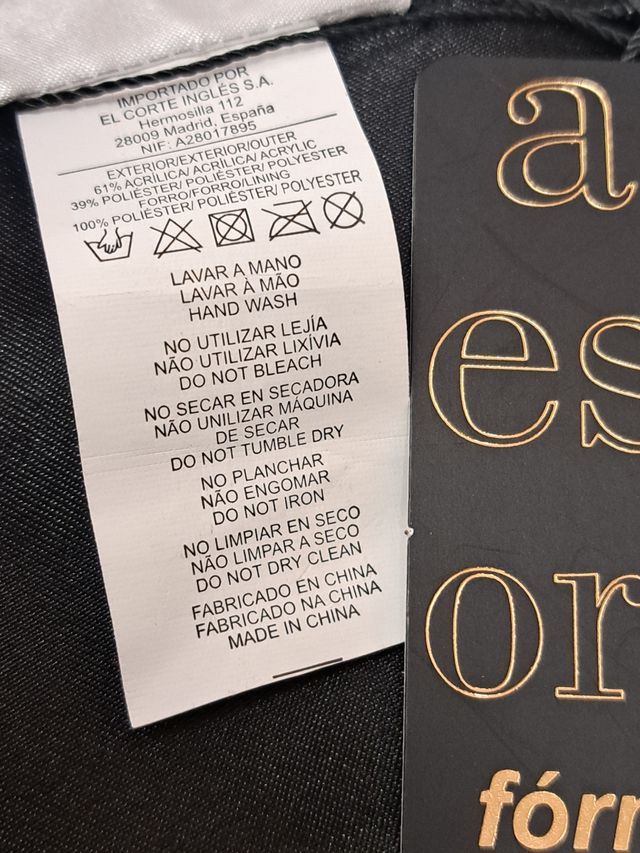 IMPORTADO POR
EL CORTE INGLÉS S.A.
Hermosilla 112
28009 Madrid, España
NIF: A28017895
EXTERIOR/EXTERIOR/OUTER
61% ACRÍLICA/ACRÍLICA/ACRYLIC
39% POLIÉSTER/POLIÉSTER/POLYESTER
FORRO/FORRO/LINING
100% POLIÉSTER/POLIÉSTER/POLYESTER
LAVAR A MANO
LAVAR À MÃO
HAND WASH
NO UTILIZAR LEJÍA
NÃO UTILIZAR LIXÍVIA
DO NOT BLEACH
NO SECAR EN SECADORA
NÃO UNILIZAR MÁQUINA
DE SECAR
DO NOT TUMBLE DRY
NO PLANCHAR
NÃO ENGOMAR
DO NOT IRON
NO LIMPIAR EN SECO
NÃO LIMPAR A SECO
DO NOT DRY CLEAN
FABRICADO EN CHINA
FABRICADO NA CHINA
MADE IN CHINA
a
es
or
fór